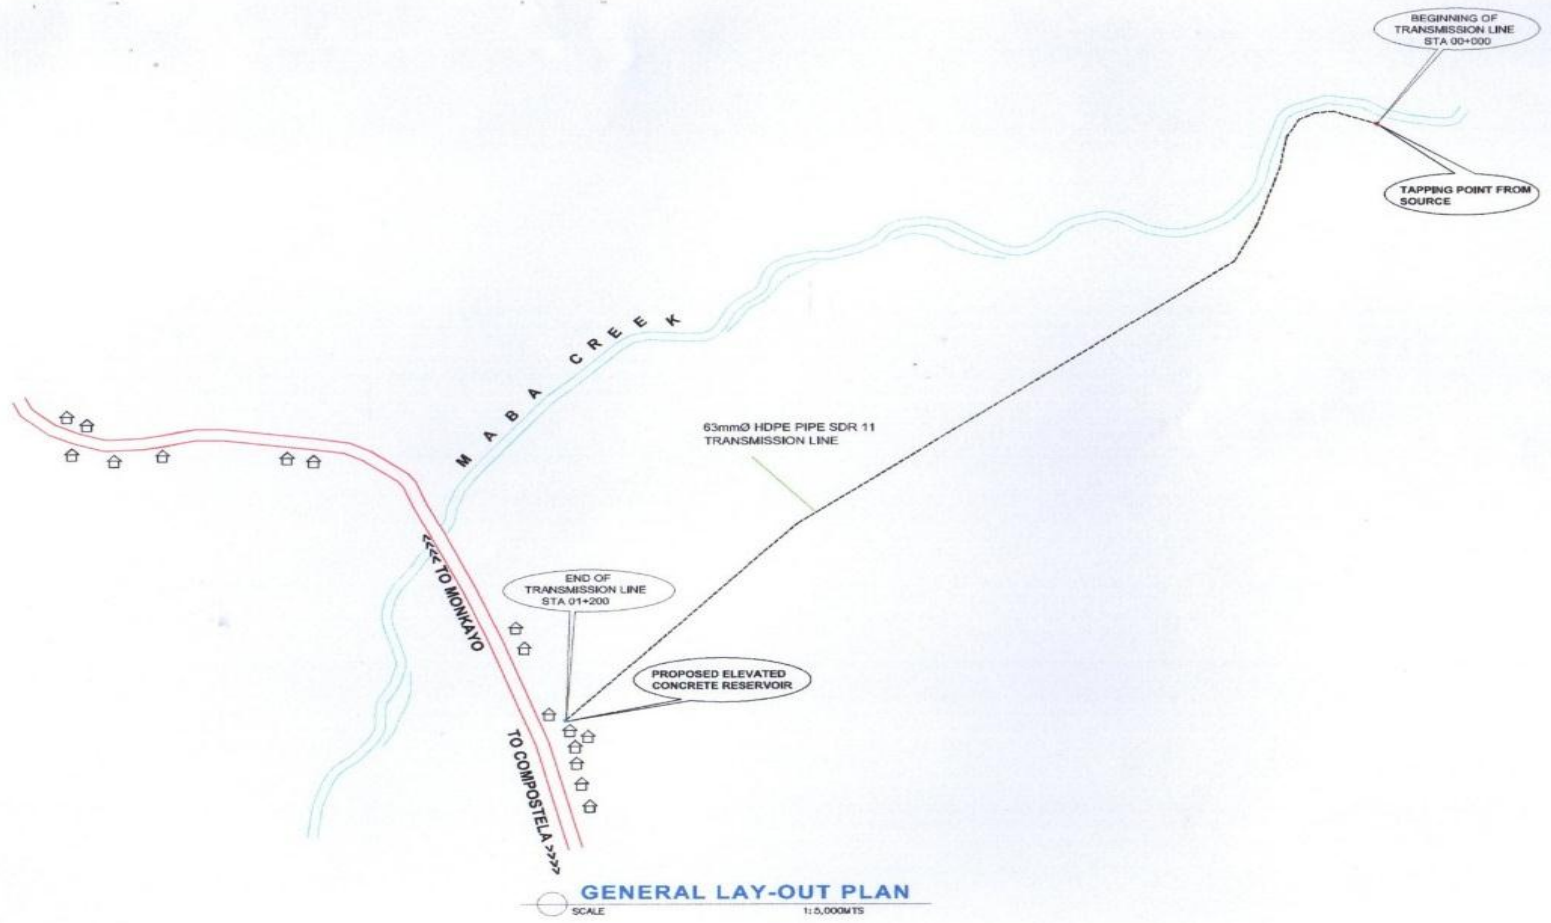 BEGINNING OF
TRANSMISSION LINE
STA 00+000
TAPPING POINT FROM
SOURCE
MABA CREEK
63mmØ HDPE PIPE SDR 11
TRANSMISSION LINE
<<<< TO MONKAYO
END OF
TRANSMISSION LINE
STA 01+200
PROPOSED ELEVATED
CONCRETE RESERVOIR
TO COMPOSTELA >>>>
GENERAL LAY-OUT PLAN
SCALE 1:5,000MTS